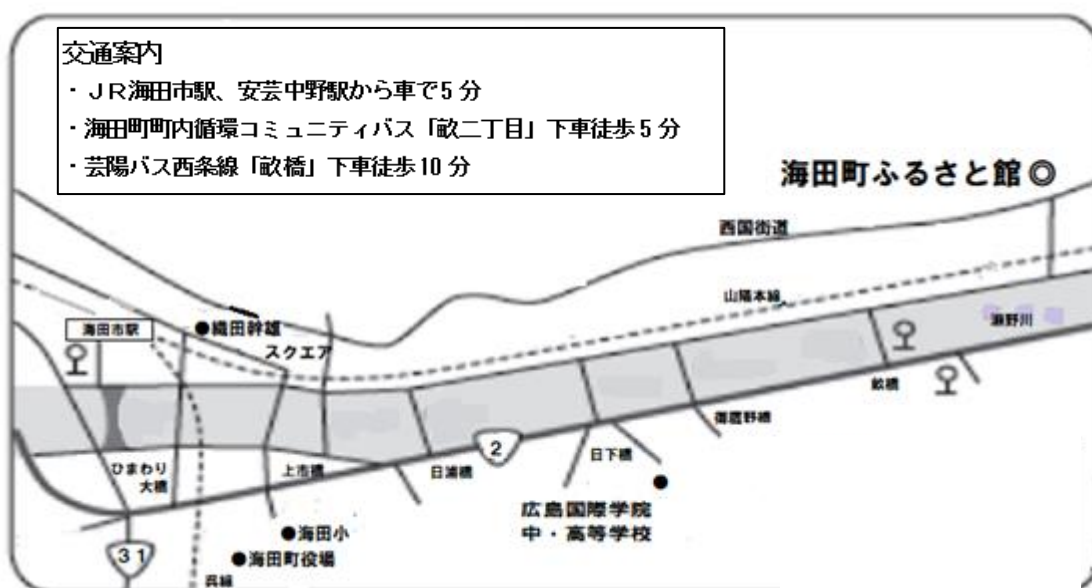 交通案内
・ＪＲ海田市駅、安芸中野駅から車で5分
・海田町町内循環コミュニティバス「畝二丁目」下車徒歩5分
・芸陽バス西条線「畝橋」下車徒歩10分
海田町ふるさと館◎
西国街道
山陽本線
瀬野川
海田市駅
●織田幹雄
スクエア
畝橋
2
日下橋
日浦橋
上市橋
ひまわり
大橋
広島国際学院
中・高等学校
●海田小
●海田町役場
31
呉線